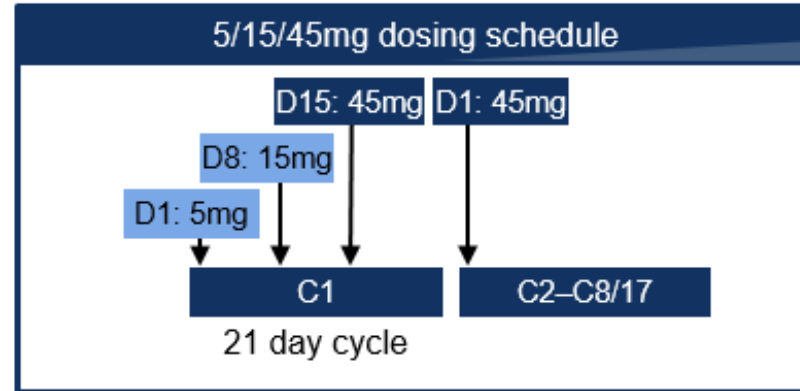 5/15/45mg dosing schedule
D15: 45mg
D1: 45mg
D8: 15mg
D1: 5mg
C1
C2–C8/17
21 day cycle